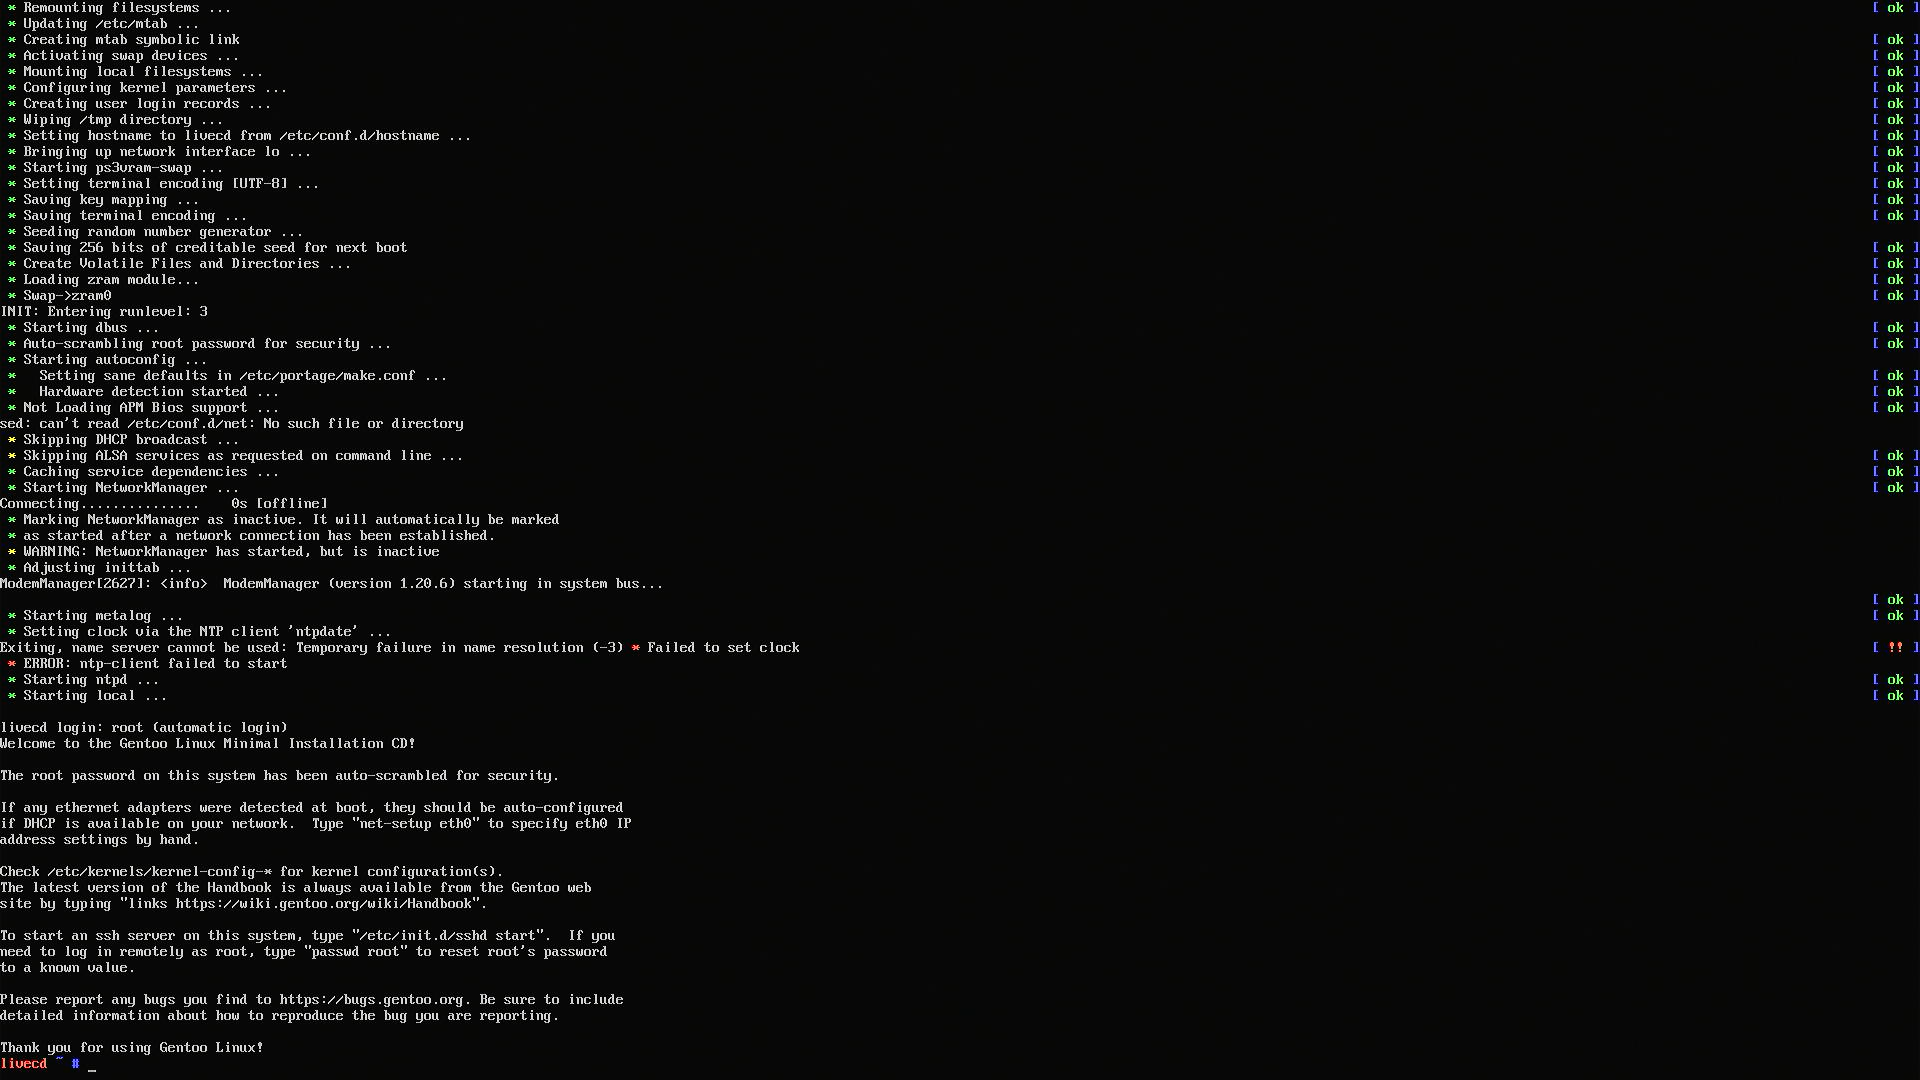 * Remounting filesystems ... [ ok ]
* Updating /etc/mtab ...
* Creating mtab symbolic link [ ok ]
* Activating swap devices ... [ ok ]
* Mounting local filesystems ... [ ok ]
* Configuring kernel parameters ... [ ok ]
* Creating user login records ... [ ok ]
* Wiping /tmp directory ... [ ok ]
* Setting hostname to livecd from /etc/conf.d/hostname ... [ ok ]
* Bringing up network interface lo ... [ ok ]
* Starting ps3vram-swap ... [ ok ]
* Setting terminal encoding [UTF-8] ... [ ok ]
* Saving key mapping ... [ ok ]
* Saving terminal encoding ... [ ok ]
* Seeding random number generator ...
* Saving 256 bits of creditable seed for next boot [ ok ]
* Create Volatile Files and Directories ... [ ok ]
* Loading zram module... [ ok ]
* Swap->zram0 [ ok ]
INIT: Entering runlevel: 3
* Starting dbus ... [ ok ]
* Auto-scrambling root password for security ... [ ok ]
* Starting autoconfig ...
*   Setting sane defaults in /etc/portage/make.conf ... [ ok ]
*   Hardware detection started ... [ ok ]
* Not Loading APM Bios support ... [ ok ]
sed: can't read /etc/conf.d/net: No such file or directory
* Skipping DHCP broadcast ...
* Skipping ALSA services as requested on command line ... [ ok ]
* Caching service dependencies ... [ ok ]
* Starting NetworkManager ... [ ok ]
Connecting...............    0s [offline]
* Marking NetworkManager as inactive. It will automatically be marked
* as started after a network connection has been established.
* WARNING: NetworkManager has started, but is inactive
* Adjusting inittab ...
ModemManager[2627]: <info>  ModemManager (version 1.20.6) starting in system bus...
[ ok ]
* Starting metalog ... [ ok ]
* Setting clock via the NTP client 'ntpdate' ...
Exiting, name server cannot be used: Temporary failure in name resolution (-3) * Failed to set clock [ !! ]
* ERROR: ntp-client failed to start
* Starting ntpd ... [ ok ]
* Starting local ... [ ok ]
livecd login: root (automatic login)
Welcome to the Gentoo Linux Minimal Installation CD!
The root password on this system has been auto-scrambled for security.
If any ethernet adapters were detected at boot, they should be auto-configured
if DHCP is available on your network.  Type "net-setup eth0" to specify eth0 IP
address settings by hand.
Check /etc/kernels/kernel-config-* for kernel configuration(s).
The latest version of the Handbook is always available from the Gentoo web
site by typing "links https://wiki.gentoo.org/wiki/Handbook".
To start an ssh server on this system, type "/etc/init.d/sshd start".  If you
need to log in remotely as root, type "passwd root" to reset root's password
to a known value.
Please report any bugs you find to https://bugs.gentoo.org. Be sure to include
detailed information about how to reproduce the bug you are reporting.
Thank you for using Gentoo Linux!
livecd ~ # _